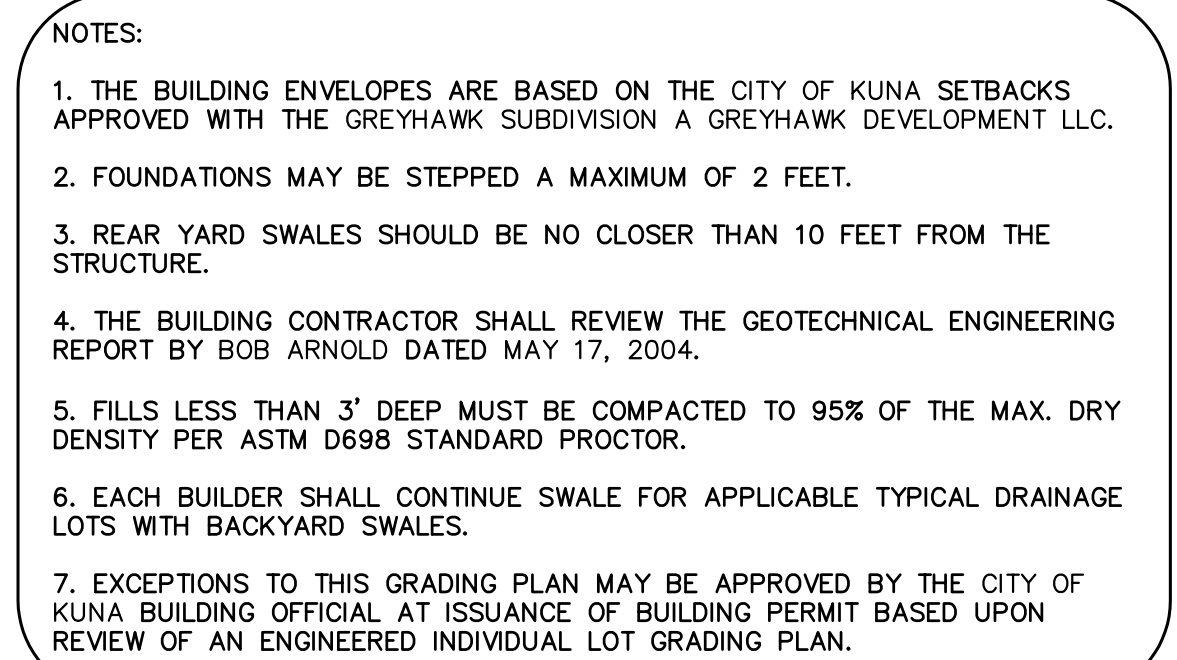 NOTES:
1. THE BUILDING ENVELOPES ARE BASED ON THE CITY OF KUNA SETBACKS
APPROVED WITH THE GREYHAWK SUBDIVISION A GREYHAWK DEVELOPMENT LLC.
2. FOUNDATIONS MAY BE STEPPED A MAXIMUM OF 2 FEET.
3. REAR YARD SWALES SHOULD BE NO CLOSER THAN 10 FEET FROM THE
STRUCTURE.
4. THE BUILDING CONTRACTOR SHALL REVIEW THE GEOTECHNICAL ENGINEERING
REPORT BY BOB ARNOLD DATED MAY 17, 2004.
5. FILLS LESS THAN 3' DEEP MUST BE COMPACTED TO 95% OF THE MAX. DRY
DENSITY PER ASTM D698 STANDARD PROCTOR.
6. EACH BUILDER SHALL CONTINUE SWALE FOR APPLICABLE TYPICAL DRAINAGE
LOTS WITH BACKYARD SWALES.
7. EXCEPTIONS TO THIS GRADING PLAN MAY BE APPROVED BY THE CITY OF
KUNA BUILDING OFFICIAL AT ISSUANCE OF BUILDING PERMIT BASED UPON
REVIEW OF AN ENGINEERED INDIVIDUAL LOT GRADING PLAN.